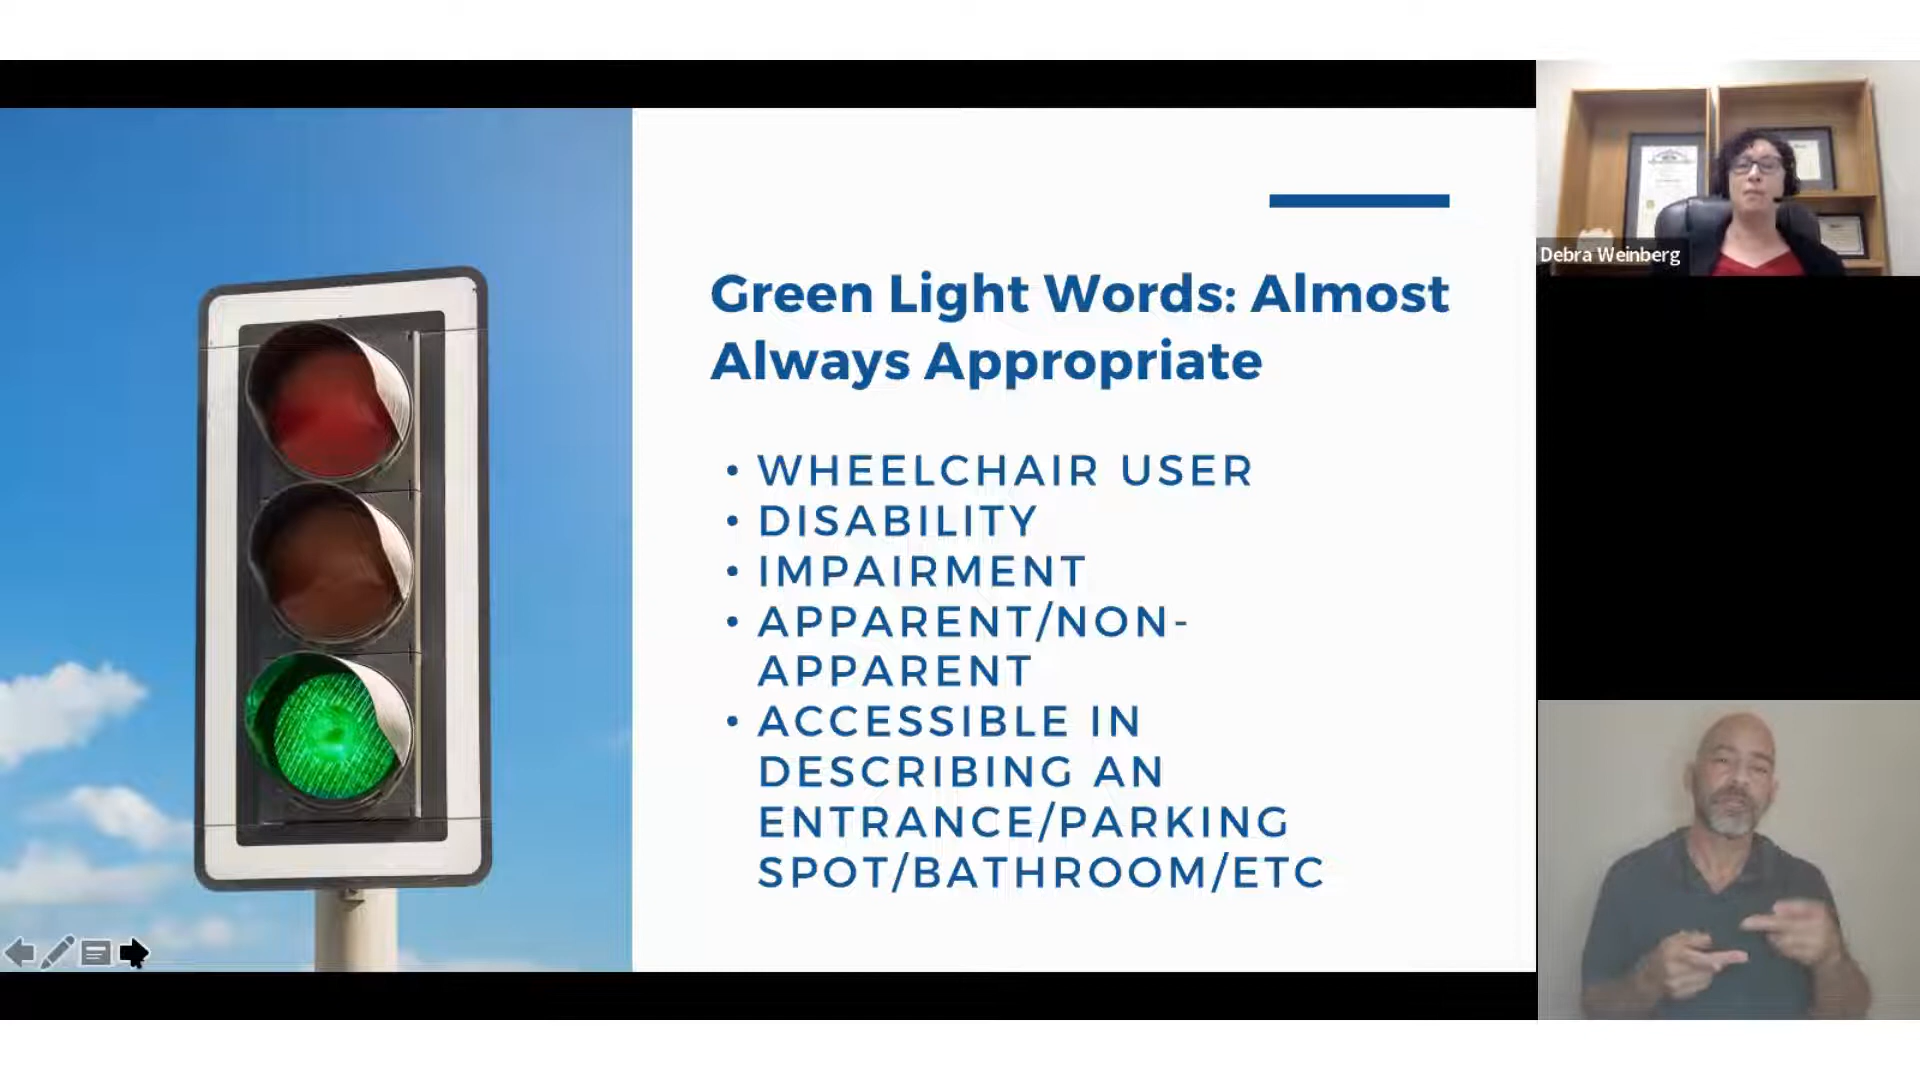 Green Light Words: Almost
Always Appropriate
• WHEELCHAIR USER
• DISABILITY
• IMPAIRMENT
• APPARENT/NON-
APPARENT
• ACCESSIBLE IN
DESCRIBING AN
ENTRANCE/PARKING
SPOT/BATHROOM/ETC
Debra Weinberg